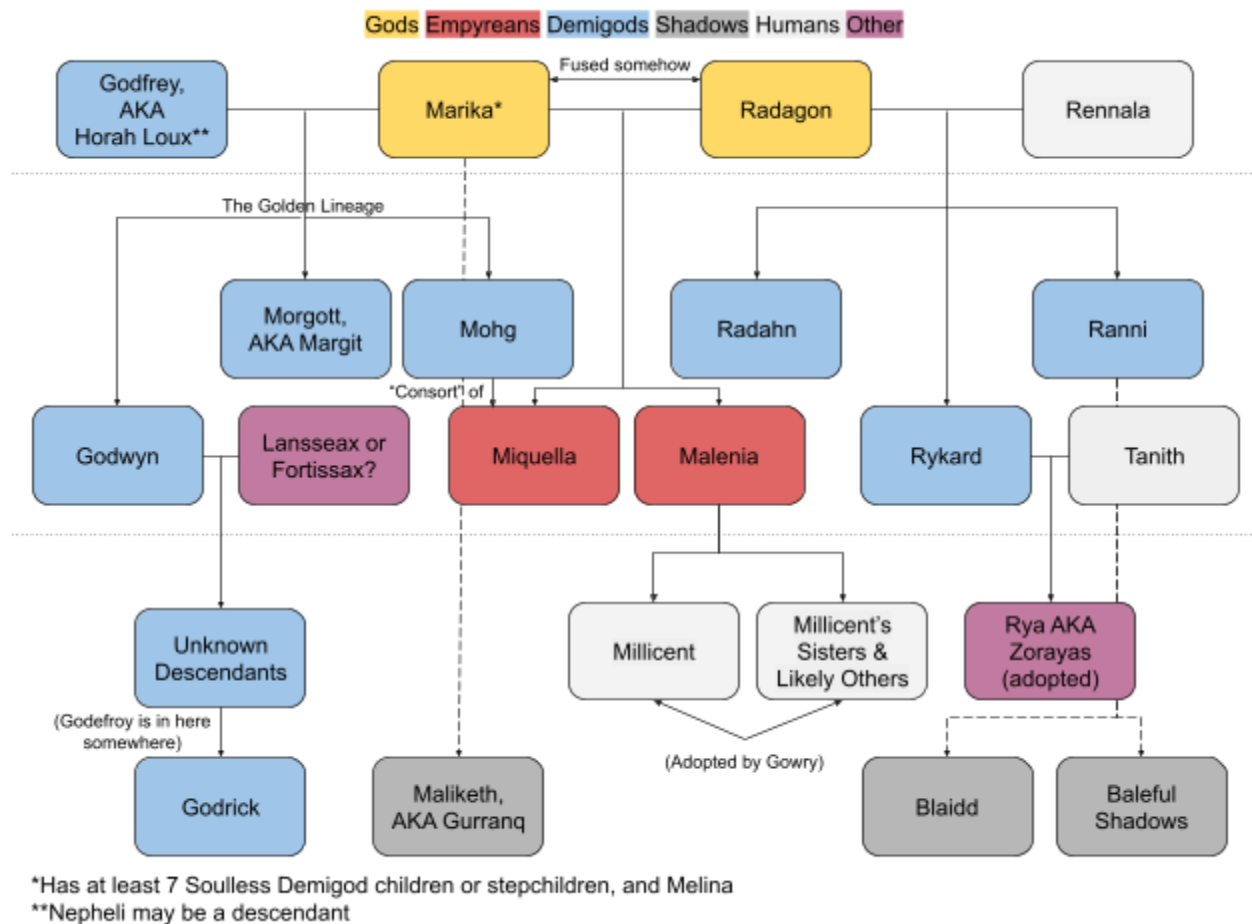 Gods Empyreans Demigods Shadows Humans Other
Fused somehow
Godfrey,
AKA
Horah Loux**
Marika*
Radagon
Rennala
The Golden Lineage
Morgott,
AKA Margit
Mohg
Radahn
Ranni
"Consort" of
Godwyn
Lansseax or
Fortissax?
Miquella
Malenia
Rykard
Tanith
Unknown
Descendants
Millicent
Millicent's
Sisters &
Likely Others
Rya AKA
Zorayas
(adopted)
(Godefroy is in here
somewhere)
(Adopted by Gowry)
Godrick
Maliketh,
AKA Gurranq
Blaidd
Baleful
Shadows
*Has at least 7 Soulless Demigod children or stepchildren, and Melina
**Nepheli may be a descendant